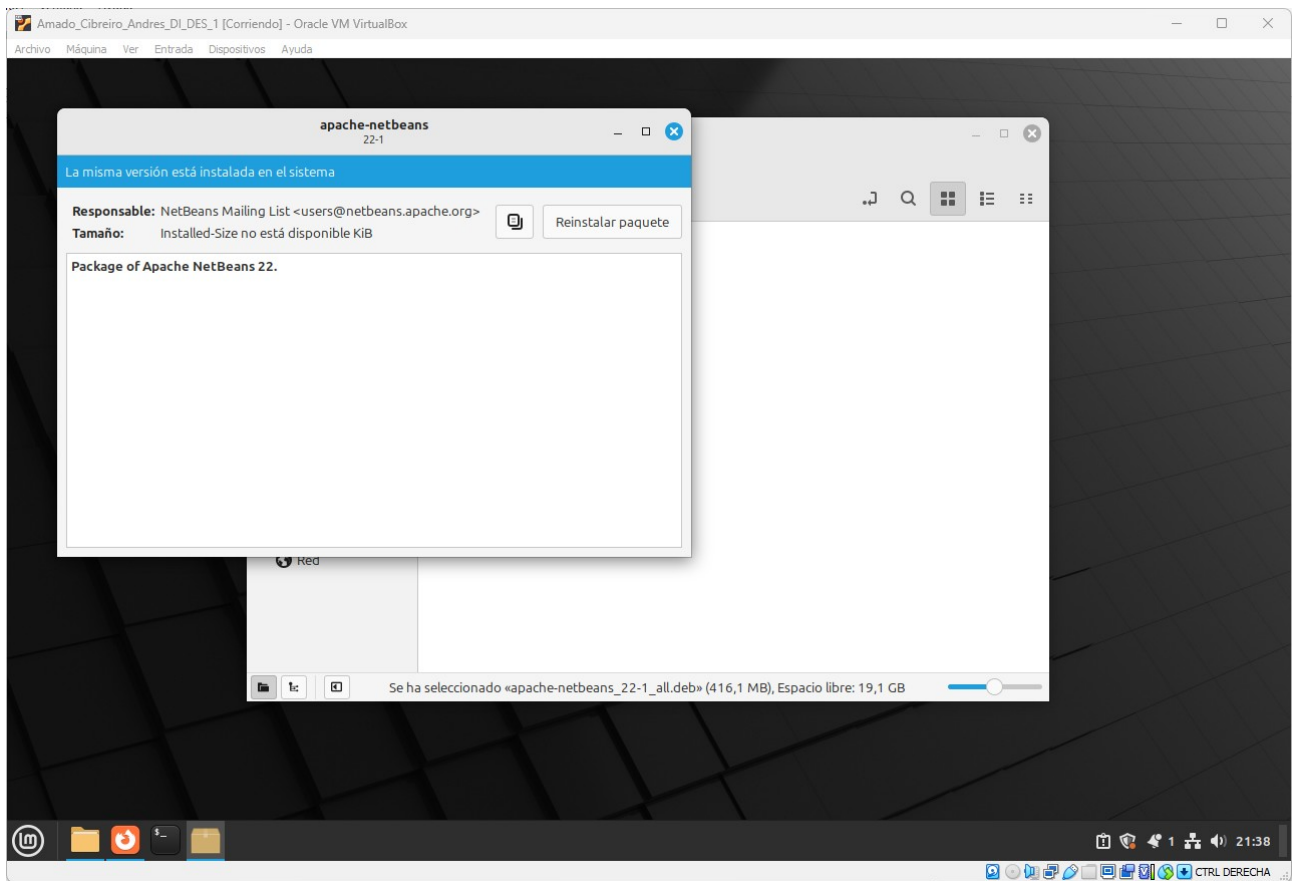 Amado_Cibreiro_Andres_DI_DES_1 [Corriendo] - Oracle VM VirtualBox
Archivo Máquina Ver Entrada Dispositivos Ayuda
apache-netbeans
22-1
La misma versión está instalada en el sistema
Responsable: NetBeans Mailing List <users@netbeans.apache.org>
Tamaño: Installed-Size no está disponible KiB
Reinstalar paquete
Package of Apache NetBeans 22.
Red
Se ha seleccionado «apache-netbeans_22-1_all.deb» (416,1 MB), Espacio libre: 19,1 GB
1 21:38
CTRL DERECHA